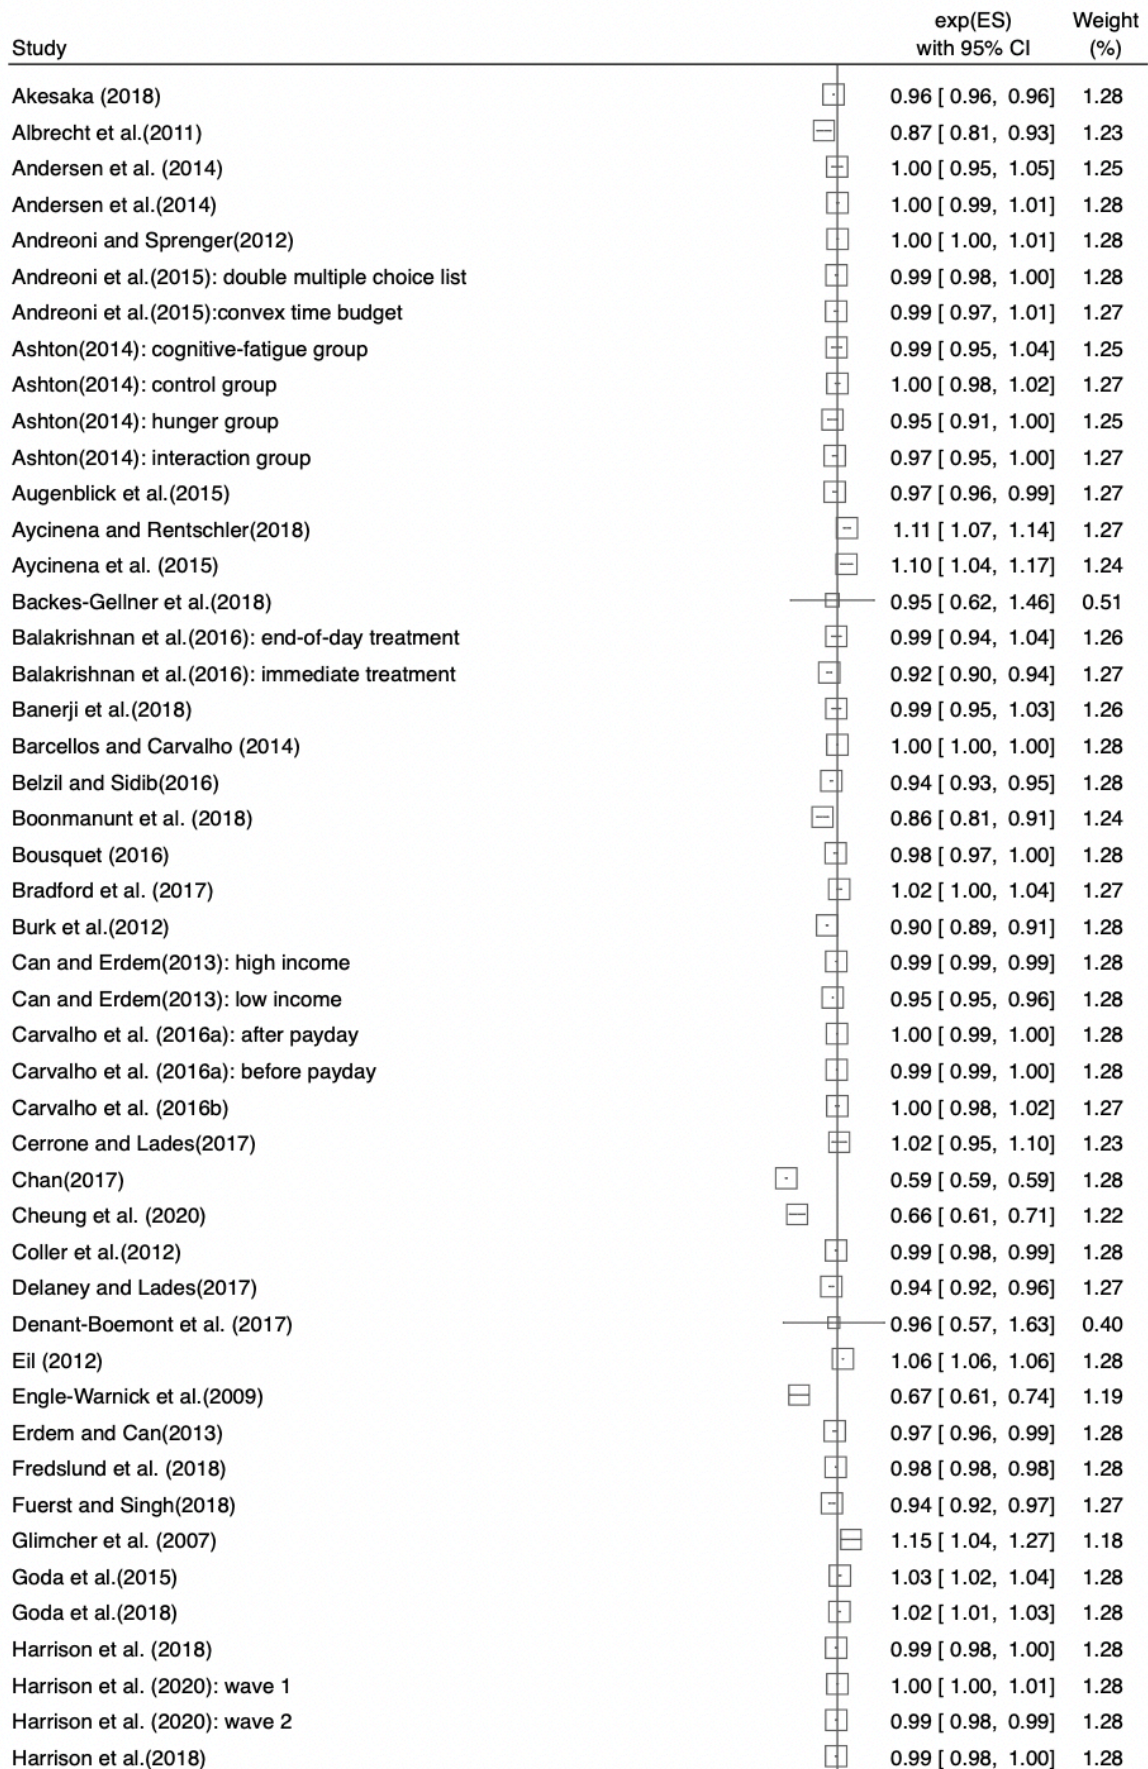 exp(ES) Weight
Study with 95% CI (%)
Akesaka (2018) 0.96 [ 0.96, 0.96] 1.28
Albrecht et al.(2011) 0.87 [ 0.81, 0.93] 1.23
Andersen et al. (2014) 1.00 [ 0.95, 1.05] 1.25
Andersen et al.(2014) 1.00 [ 0.99, 1.01] 1.28
Andreoni and Sprenger(2012) 1.00 [ 1.00, 1.01] 1.28
Andreoni et al.(2015): double multiple choice list 0.99 [ 0.98, 1.00] 1.28
Andreoni et al.(2015):convex time budget 0.99 [ 0.97, 1.01] 1.27
Ashton(2014): cognitive-fatigue group 0.99 [ 0.95, 1.04] 1.25
Ashton(2014): control group 1.00 [ 0.98, 1.02] 1.27
Ashton(2014): hunger group 0.95 [ 0.91, 1.00] 1.25
Ashton(2014): interaction group 0.97 [ 0.95, 1.00] 1.27
Augenblick et al.(2015) 0.97 [ 0.96, 0.99] 1.27
Aycinena and Rentschler(2018) 1.11 [ 1.07, 1.14] 1.27
Aycinena et al. (2015) 1.10 [ 1.04, 1.17] 1.24
Backes-Gellner et al.(2018) 0.95 [ 0.62, 1.46] 0.51
Balakrishnan et al.(2016): end-of-day treatment 0.99 [ 0.94, 1.04] 1.26
Balakrishnan et al.(2016): immediate treatment 0.92 [ 0.90, 0.94] 1.27
Banerji et al.(2018) 0.99 [ 0.95, 1.03] 1.26
Barcellos and Carvalho (2014) 1.00 [ 1.00, 1.00] 1.28
Belzil and Sidib(2016) 0.94 [ 0.93, 0.95] 1.28
Boonmanunt et al. (2018) 0.86 [ 0.81, 0.91] 1.24
Bousquet (2016) 0.98 [ 0.97, 1.00] 1.28
Bradford et al. (2017) 1.02 [ 1.00, 1.04] 1.27
Burk et al.(2012) 0.90 [ 0.89, 0.91] 1.28
Can and Erdem(2013): high income 0.99 [ 0.99, 0.99] 1.28
Can and Erdem(2013): low income 0.95 [ 0.95, 0.96] 1.28
Carvalho et al. (2016a): after payday 1.00 [ 0.99, 1.00] 1.28
Carvalho et al. (2016a): before payday 0.99 [ 0.99, 1.00] 1.28
Carvalho et al. (2016b) 1.00 [ 0.98, 1.02] 1.27
Cerrone and Lades(2017) 1.02 [ 0.95, 1.10] 1.23
Chan(2017) 0.59 [ 0.59, 0.59] 1.28
Cheung et al. (2020) 0.66 [ 0.61, 0.71] 1.22
Coller et al.(2012) 0.99 [ 0.98, 0.99] 1.28
Delaney and Lades(2017) 0.94 [ 0.92, 0.96] 1.27
Denant-Boemont et al. (2017) 0.96 [ 0.57, 1.63] 0.40
Eil (2012) 1.06 [ 1.06, 1.06] 1.28
Engle-Warnick et al.(2009) 0.67 [ 0.61, 0.74] 1.19
Erdem and Can(2013) 0.97 [ 0.96, 0.99] 1.28
Fredslund et al. (2018) 0.98 [ 0.98, 0.98] 1.28
Fuerst and Singh(2018) 0.94 [ 0.92, 0.97] 1.27
Glimcher et al. (2007) 1.15 [ 1.04, 1.27] 1.18
Goda et al.(2015) 1.03 [ 1.02, 1.04] 1.28
Goda et al.(2018) 1.02 [ 1.01, 1.03] 1.28
Harrison et al. (2018) 0.99 [ 0.98, 1.00] 1.28
Harrison et al. (2020): wave 1 1.00 [ 1.00, 1.01] 1.28
Harrison et al. (2020): wave 2 0.99 [ 0.98, 0.99] 1.28
Harrison et al.(2018) 0.99 [ 0.98, 1.00] 1.28